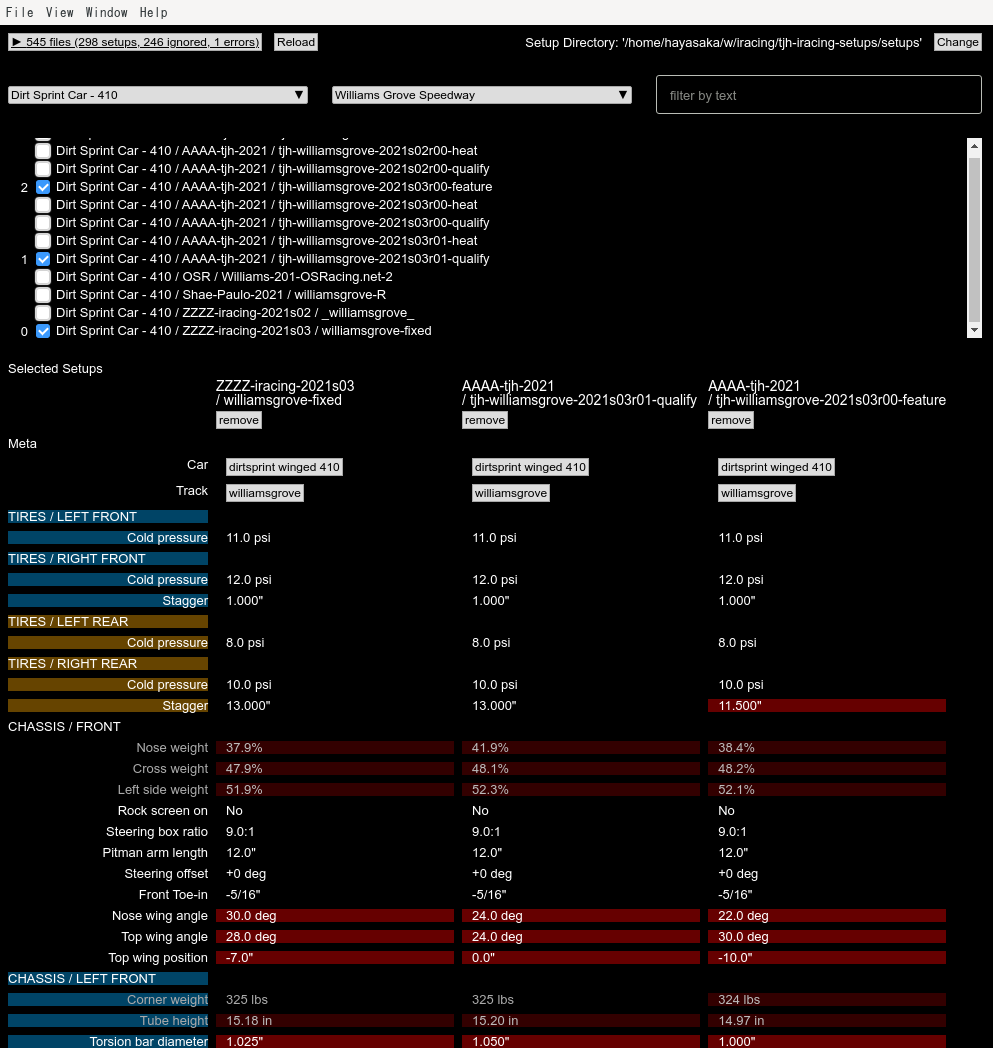 File View Window Help
▶ 545 files (298 setups, 246 ignored, 1 errors) Reload Setup Directory: '/home/hayasaka/w/iracing/tjh-iracing-setups/setups' Change
Dirt Sprint Car - 410 ▼ Williams Grove Speedway ▼ filter by text
Dirt Sprint Car - 410 / AAAA-tjh-2021 / tjh-williamsgrove-2021s02r00-heat
Dirt Sprint Car - 410 / AAAA-tjh-2021 / tjh-williamsgrove-2021s02r00-qualify
2 Dirt Sprint Car - 410 / AAAA-tjh-2021 / tjh-williamsgrove-2021s03r00-feature
Dirt Sprint Car - 410 / AAAA-tjh-2021 / tjh-williamsgrove-2021s03r00-heat
Dirt Sprint Car - 410 / AAAA-tjh-2021 / tjh-williamsgrove-2021s03r00-qualify
Dirt Sprint Car - 410 / AAAA-tjh-2021 / tjh-williamsgrove-2021s03r01-heat
1 Dirt Sprint Car - 410 / AAAA-tjh-2021 / tjh-williamsgrove-2021s03r01-qualify
Dirt Sprint Car - 410 / OSR / Williams-201-OSRacing.net-2
Dirt Sprint Car - 410 / Shae-Paulo-2021 / williamsgrove-R
Dirt Sprint Car - 410 / ZZZZ-iracing-2021s02 / _williamsgrove_
0 Dirt Sprint Car - 410 / ZZZZ-iracing-2021s03 / williamsgrove-fixed
Selected Setups
ZZZZ-iracing-2021s03 AAAA-tjh-2021 AAAA-tjh-2021
/ williamsgrove-fixed / tjh-williamsgrove-2021s03r01-qualify / tjh-williamsgrove-2021s03r00-feature
remove remove remove
Meta
Car dirtsprint winged 410 dirtsprint winged 410 dirtsprint winged 410
Track williamsgrove williamsgrove williamsgrove
TIRES / LEFT FRONT
Cold pressure 11.0 psi 11.0 psi 11.0 psi
TIRES / RIGHT FRONT
Cold pressure 12.0 psi 12.0 psi 12.0 psi
Stagger 1.000" 1.000" 1.000"
TIRES / LEFT REAR
Cold pressure 8.0 psi 8.0 psi 8.0 psi
TIRES / RIGHT REAR
Cold pressure 10.0 psi 10.0 psi 10.0 psi
Stagger 13.000" 13.000" 11.500"
CHASSIS / FRONT
Nose weight 37.9% 41.9% 38.4%
Cross weight 47.9% 48.1% 48.2%
Left side weight 51.9% 52.3% 52.1%
Rock screen on No No No
Steering box ratio 9.0:1 9.0:1 9.0:1
Pitman arm length 12.0" 12.0" 12.0"
Steering offset +0 deg +0 deg +0 deg
Front Toe-in -5/16" -5/16" -5/16"
Nose wing angle 30.0 deg 24.0 deg 22.0 deg
Top wing angle 28.0 deg 24.0 deg 30.0 deg
Top wing position -7.0" 0.0" -10.0"
CHASSIS / LEFT FRONT
Corner weight 325 lbs 325 lbs 324 lbs
Tube height 15.18 in 15.20 in 14.97 in
Torsion bar diameter 1.025" 1.050" 1.000"